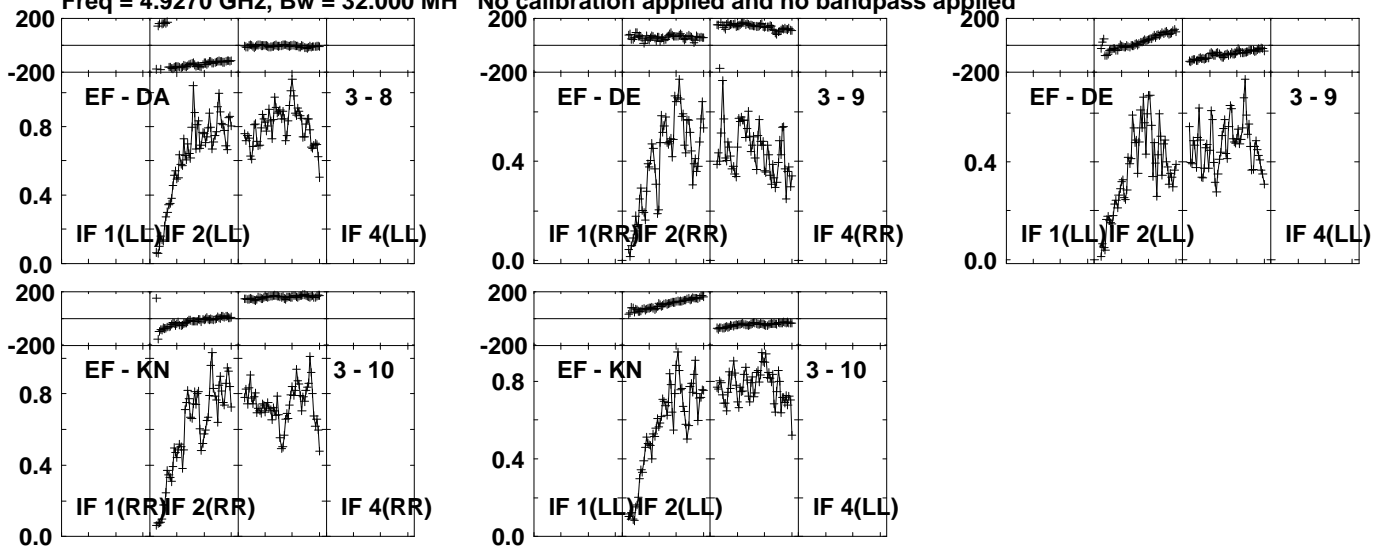 Freq = 4.9270 GHz, Bw = 32.000 MH No calibration applied and no bandpass applied
200
-200
EF - DA 3 - 8
0.8
0.4
IF 1(LL) IF 2(LL) IF 4(LL)
0.0
EF - DE 3 - 9
200
-200
0.4
IF 1(RR) IF 2(RR) IF 4(RR)
0.0
200
-200
EF - DE 3 - 9
0.4
IF 1(LL) IF 2(LL) IF 4(LL)
0.0
200
-200
EF - KN 3 - 10
0.8
0.4
IF 1(RR) IF 2(RR) IF 4(RR)
0.0
200
-200
EF - KN 3 - 10
0.8
0.4
IF 1(LL) IF 2(LL) IF 4(LL)
0.0